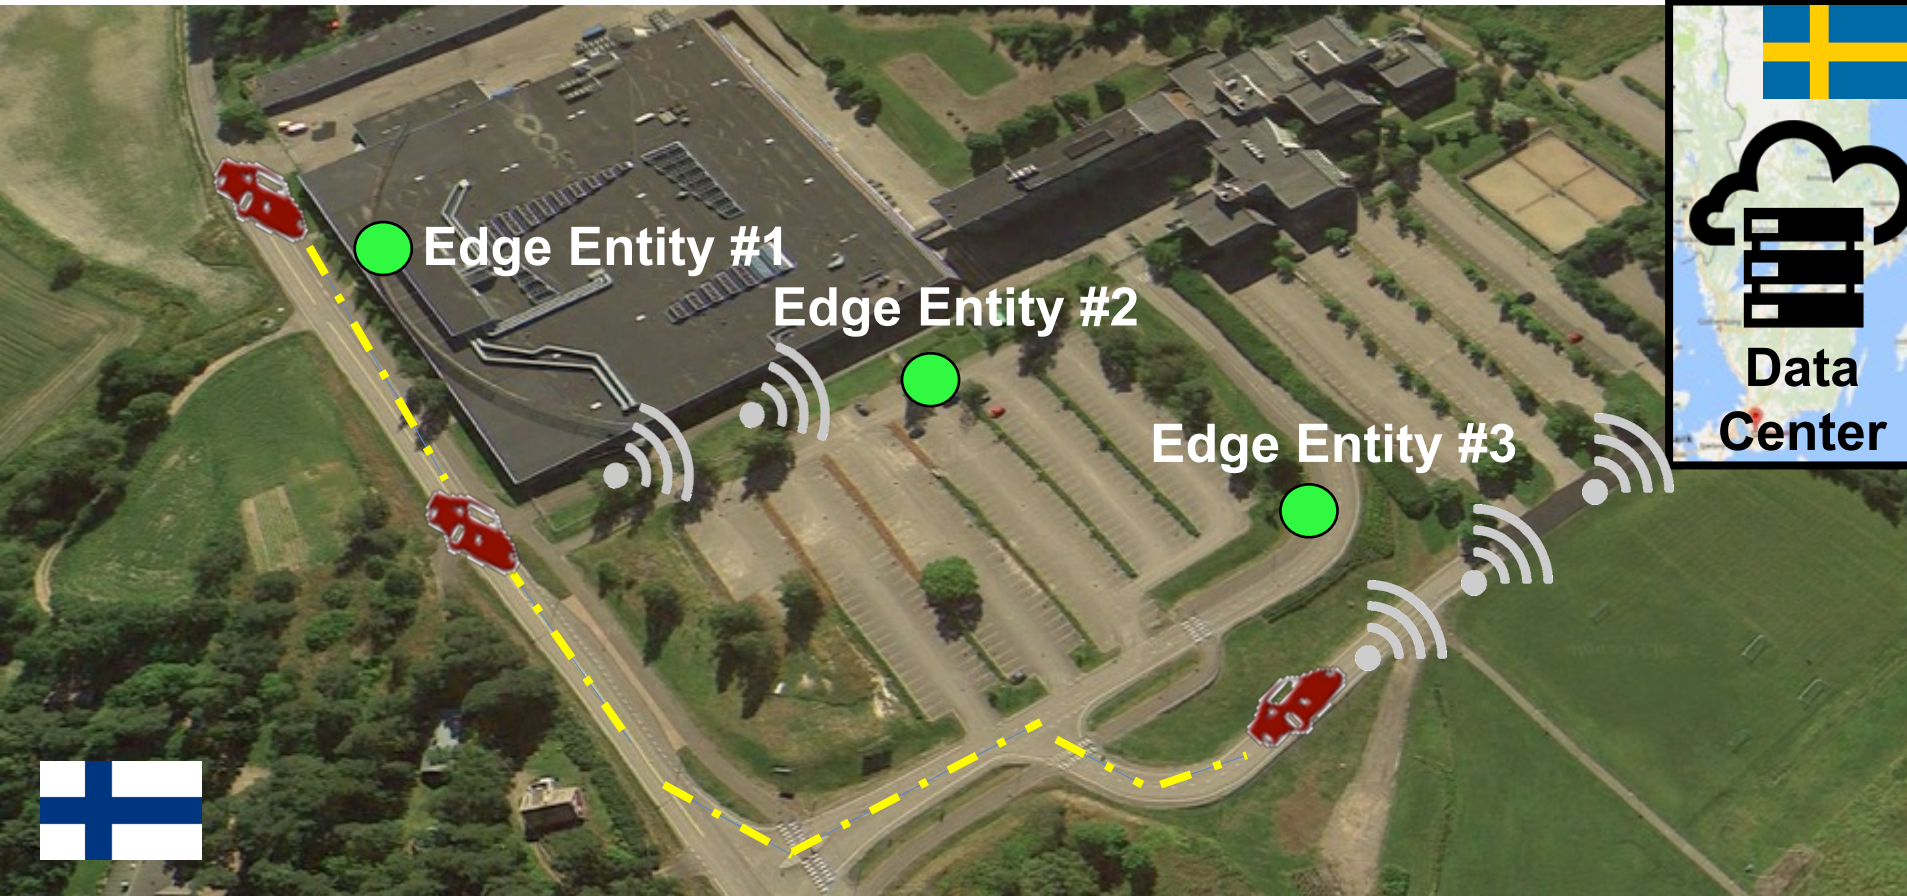 Edge Entity #1
Edge Entity #2
Edge Entity #3
Data
Center